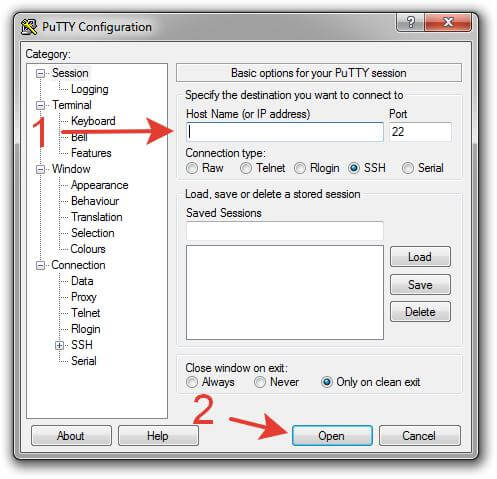 PuTTY Configuration
Category:
Session
Logging
Terminal
Keyboard
Bell
Features
Window
Appearance
Behaviour
Translation
Selection
Colours
Connection
Data
Proxy
Telnet
Rlogin
SSH
Serial
1
Basic options for your PuTTY session
Specify the destination you want to connect to
Host Name (or IP address) Port
22
Connection type:
Raw Telnet Rlogin SSH Serial
Load, save or delete a stored session
Saved Sessions
Load
Save
Delete
Close window on exit:
Always Never Only on clean exit
2
About Help Open Cancel